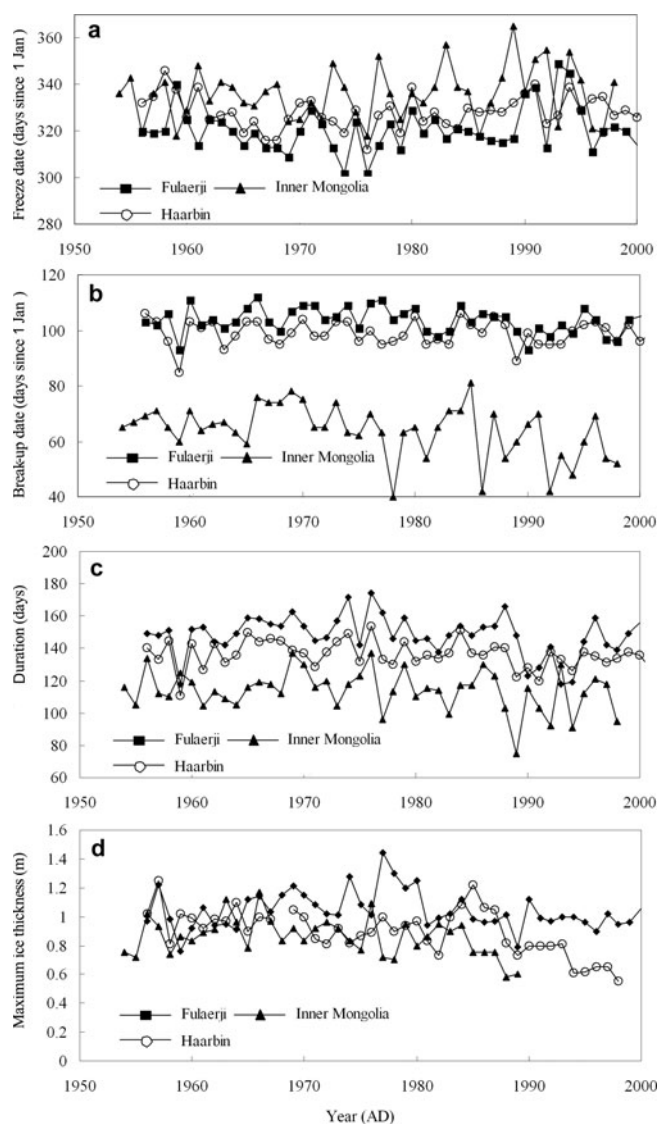 a
Freeze date (days since 1 Jan)
360
340
320
300
280
Fulaerji
Inner Mongolia
Haarbin
1950
1960
1970
1980
1990
2000
b
Break-up date (days since 1 Jan )
120
100
80
60
40
Fulaerji
Inner Mongolia
Haarbin
1950
1960
1970
1980
1990
2000
c
Duration (days)
200
180
160
140
120
100
80
60
Fulaerji
Inner Mongolia
Haarbin
1950
1960
1970
1980
1990
2000
d
Maximum ice thickness (m)
1.6
1.4
1.2
1
0.8
0.6
0.4
0.2
0
Fulaerji
Inner Mongolia
Haarbin
1950
1960
1970
1980
1990
2000
Year (AD)